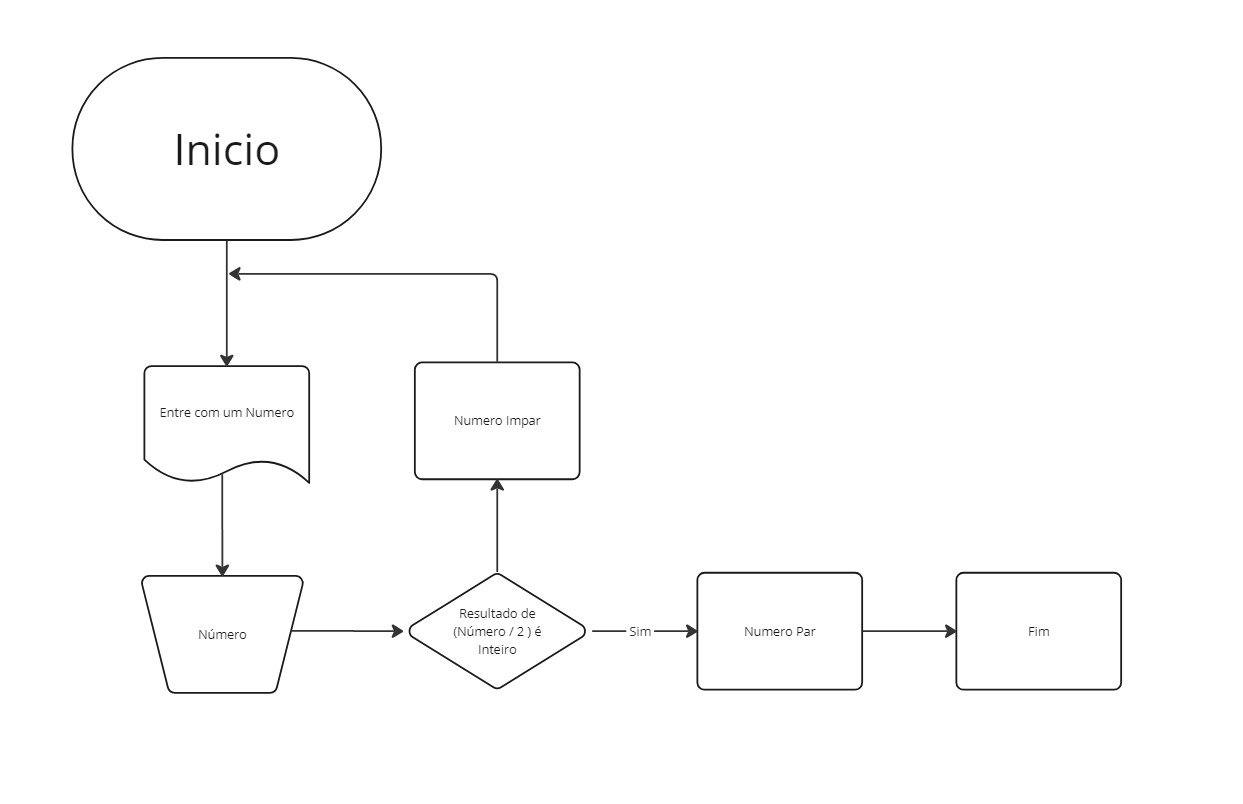 Inicio
Entre com um Numero
Numero Impar
Número
Resultado de
(Número / 2 ) é
Inteiro
Sim
Numero Par
Fim